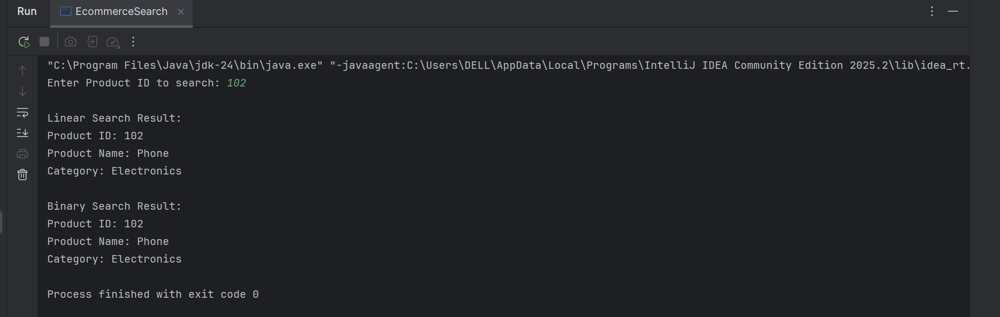 Run EcommerceSearch
"C:\Program Files\Java\jdk-24\bin\java.exe" "-javaagent:C:\Users\DELL\AppData\Local\Programs\IntelliJ IDEA Community Edition 2025.2\lib\idea_rt.
Enter Product ID to search: 102
Linear Search Result:
Product ID: 102
Product Name: Phone
Category: Electronics
Binary Search Result:
Product ID: 102
Product Name: Phone
Category: Electronics
Process finished with exit code 0